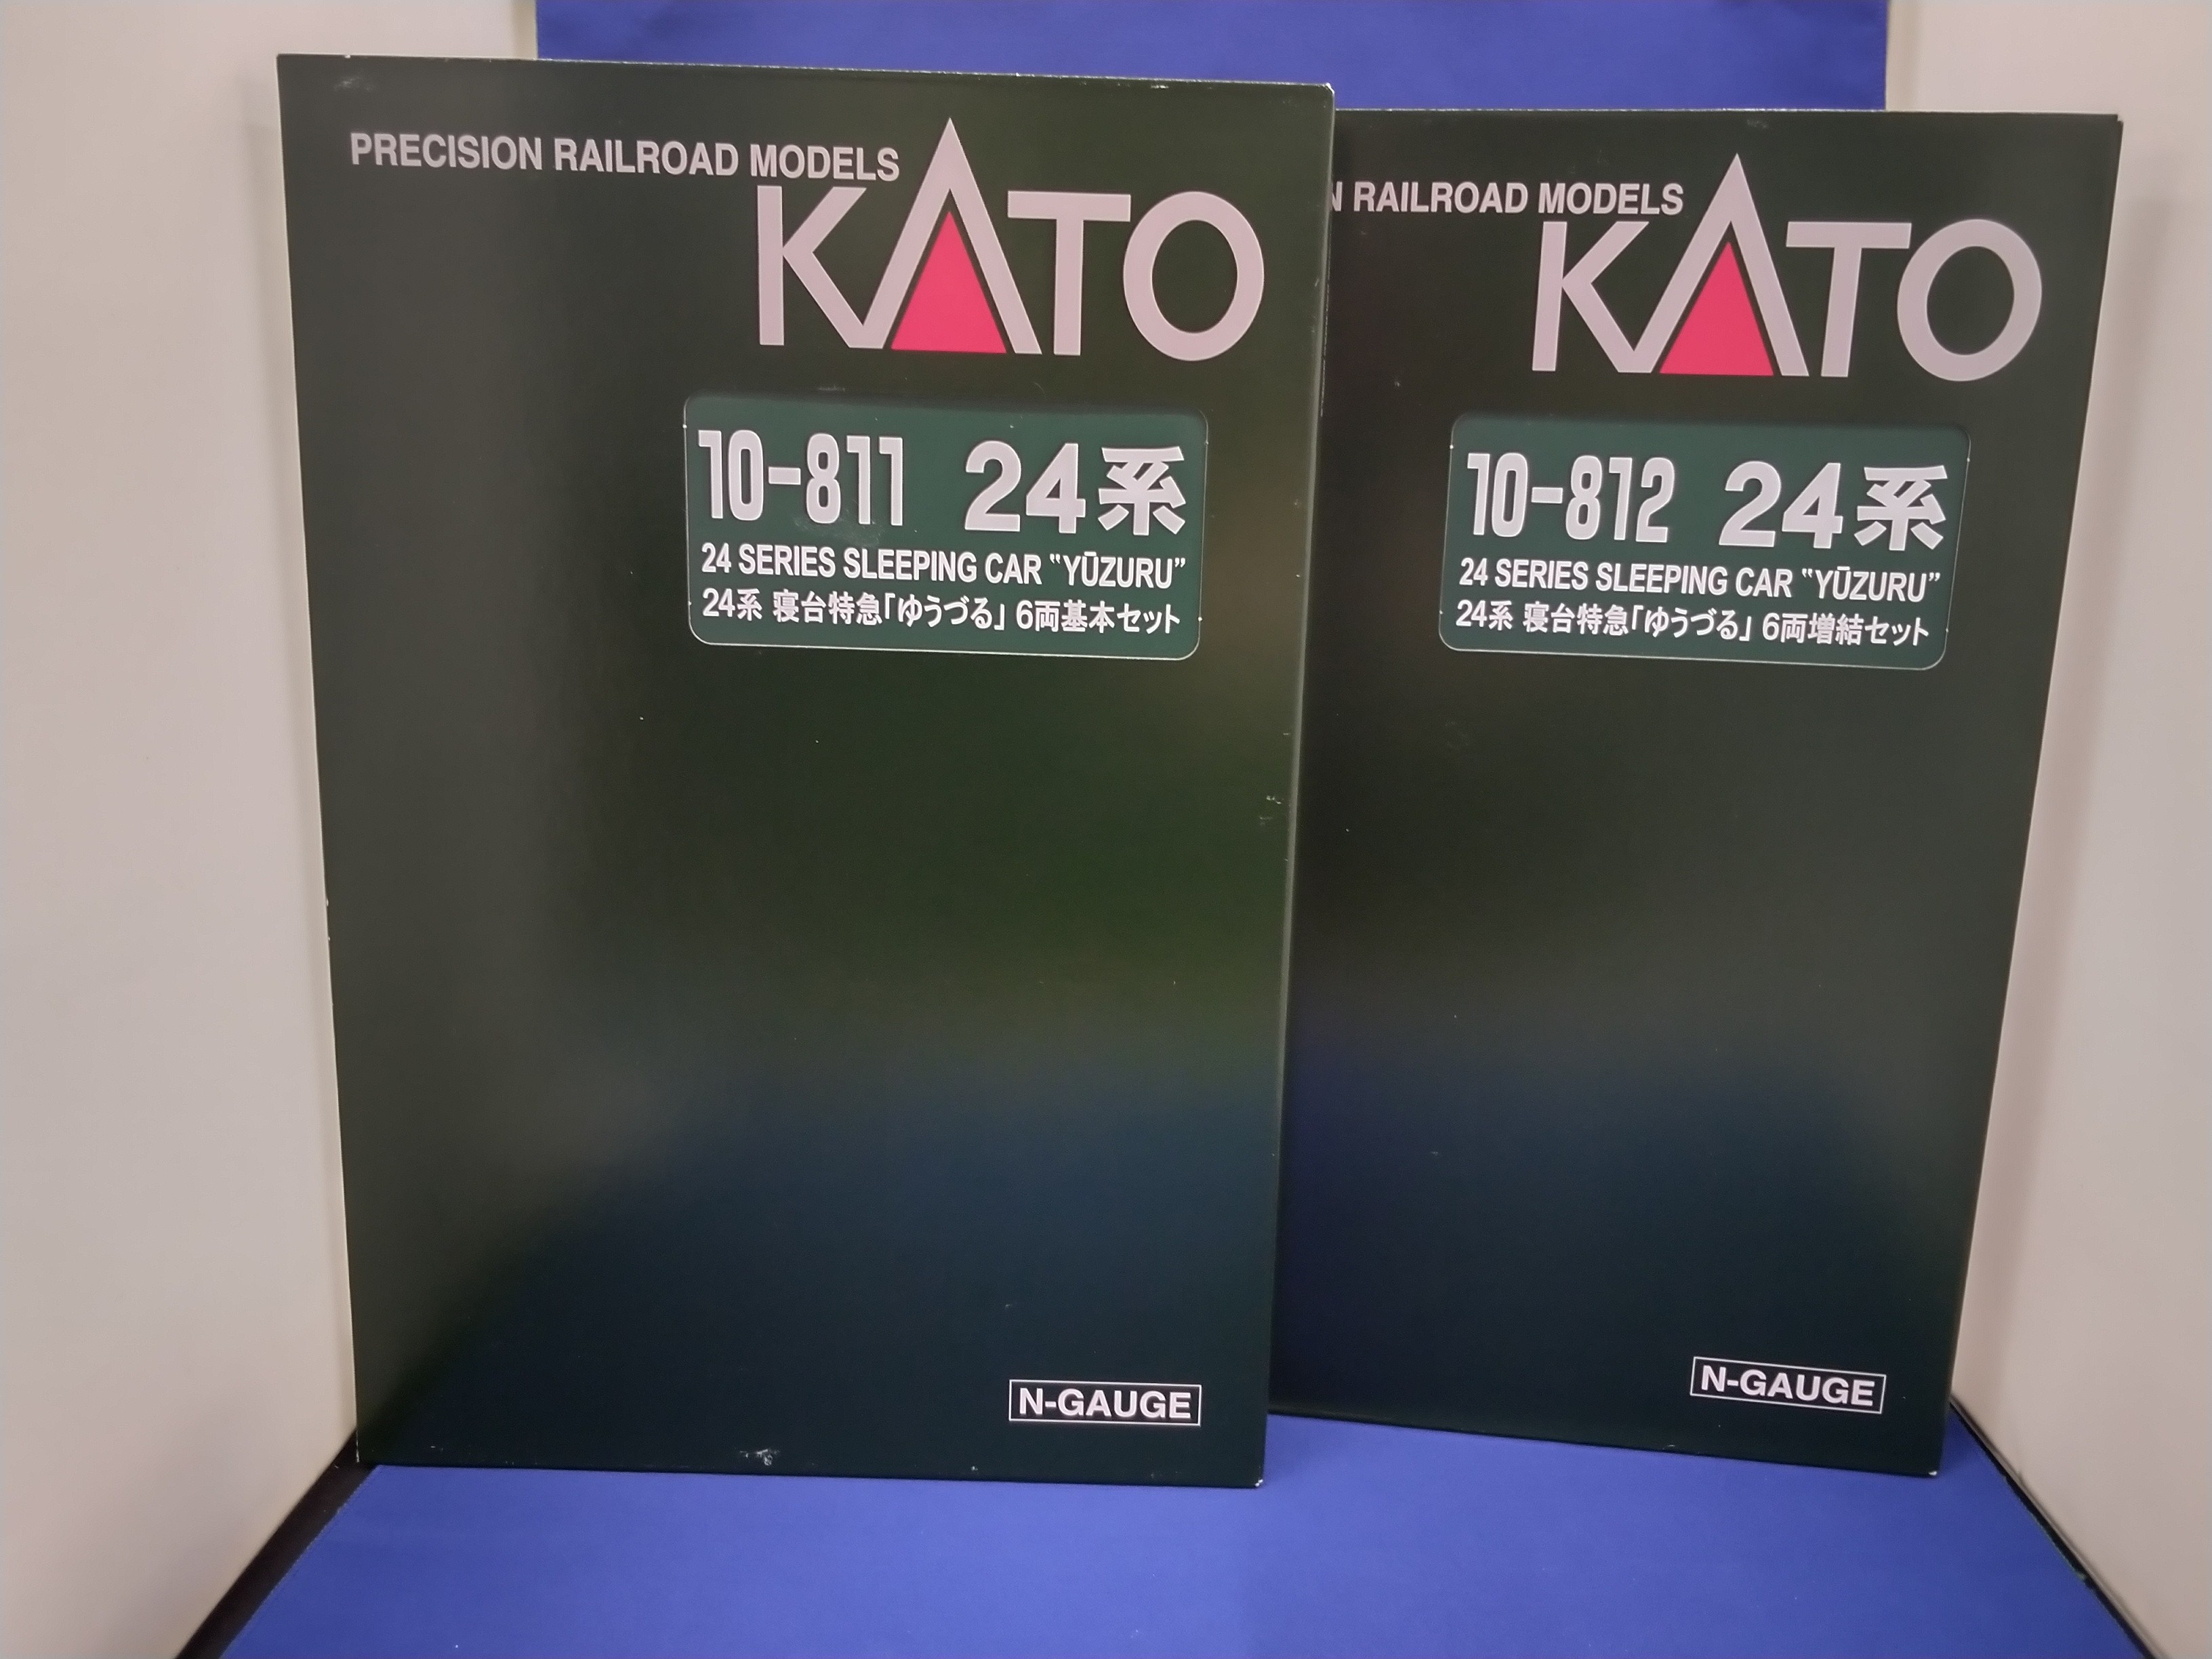 PRECISION RAILROAD MODELS
KATO
10-811 24系
24 SERIES SLEEPING CAR "YŪZURU"
24系 寝台特急「ゆうづる」 6両基本セット
N-GAUGE
RAILROAD MODELS
KATO
10-812 24系
24 SERIES SLEEPING CAR "YŪZURU"
24系 寝台特急「ゆうづる」 6両増結セット
N-GAUGE